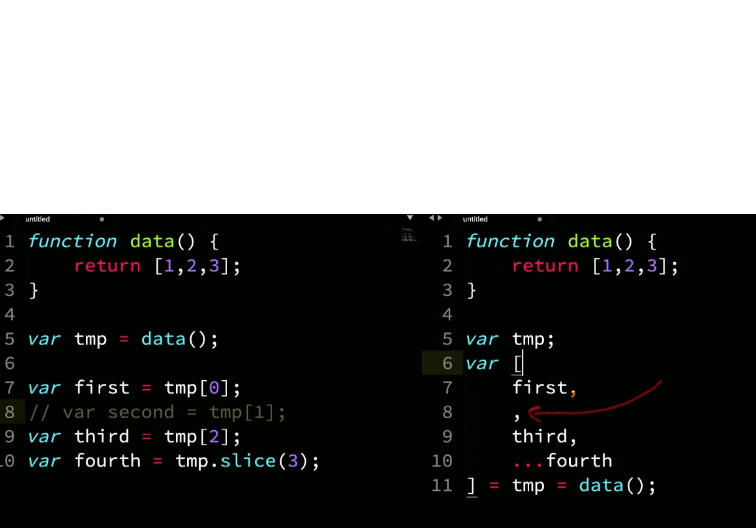 untitled
1 function data() {
2 return [1,2,3];
3 }
4
5 var tmp = data();
6
7 var first = tmp[0];
8 // var second = tmp[1];
9 var third = tmp[2];
10 var fourth = tmp.slice(3);
untitled
1 function data() {
2 return [1,2,3];
3 }
4
5 var tmp;
6 var [
7 first,
8 ,
9 third,
10 ...fourth
11 ] = tmp = data();